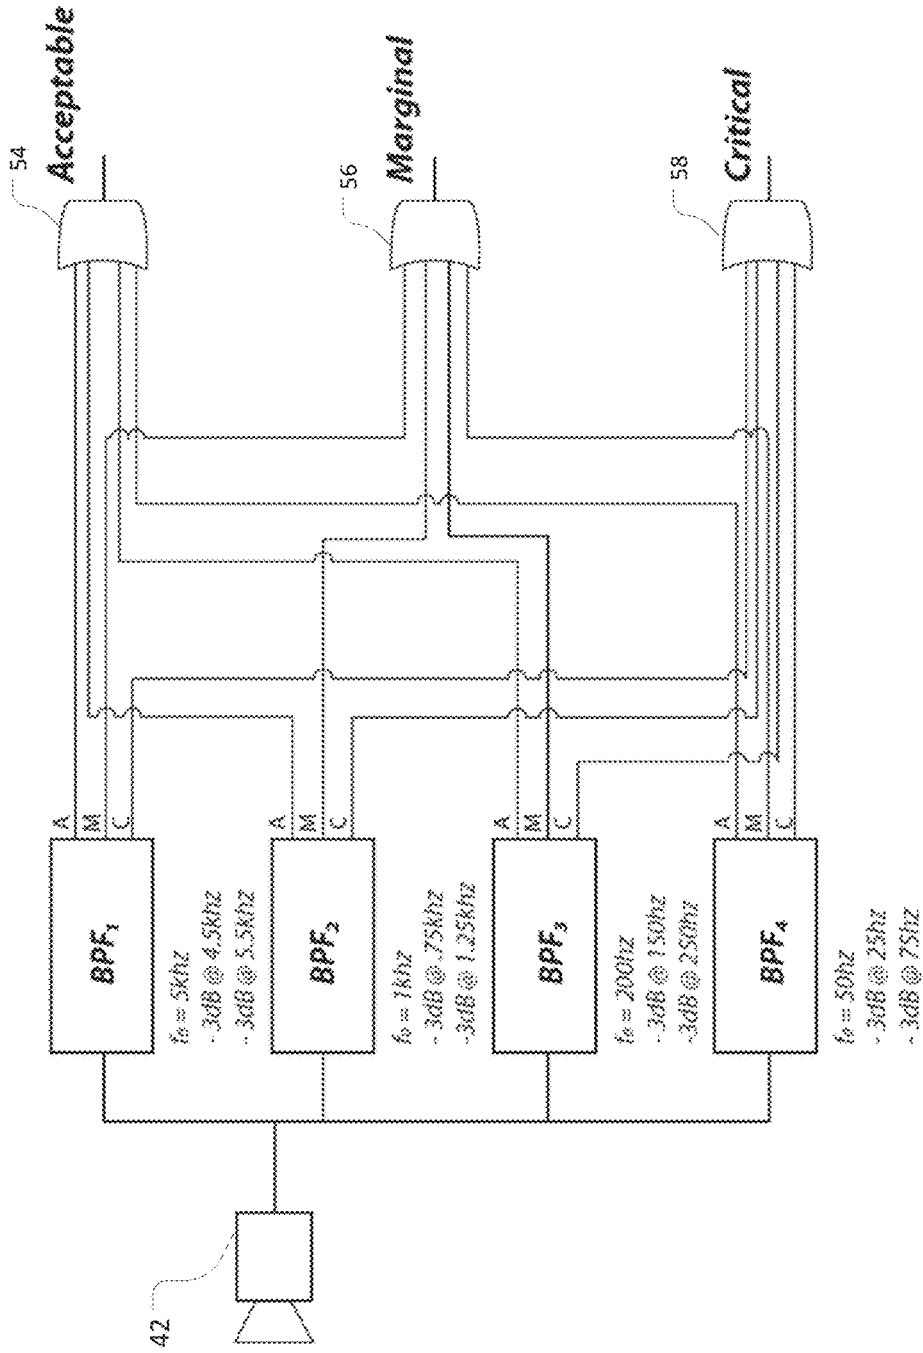 42
BPF₁
f₀ = 5khz
- 3dB @ 4.5khz
- 3dB @ 5.5khz
A
M
C
BPF₂
f₀ = 1khz
- 3dB @ .75khz
-3dB @ 1.25khz
A
M
C
BPF₃
f₀ = 200hz
- 3dB @ 150hz
-3dB @ 250hz
A
M
C
BPF₄
f₀ = 50hz
- 3dB @ 25hz
- 3dB @ 75hz
A
M
C
54
Acceptable
56
Marginal
58
Critical